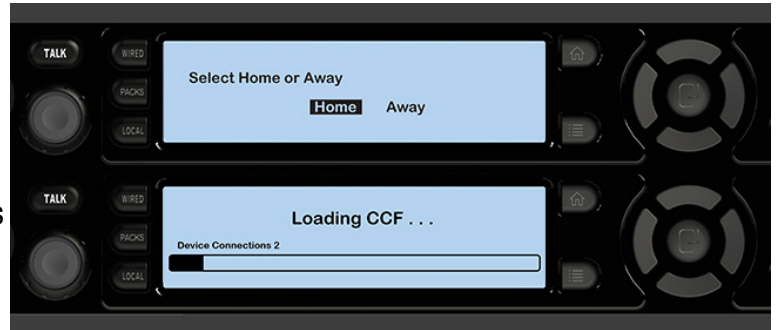 TALK
WIRED
PACKS
LOCAL
Select Home or Away
Home Away
s
TALK
WIRED
PACKS
LOCAL
Loading CCF . . .
Device Connections 2